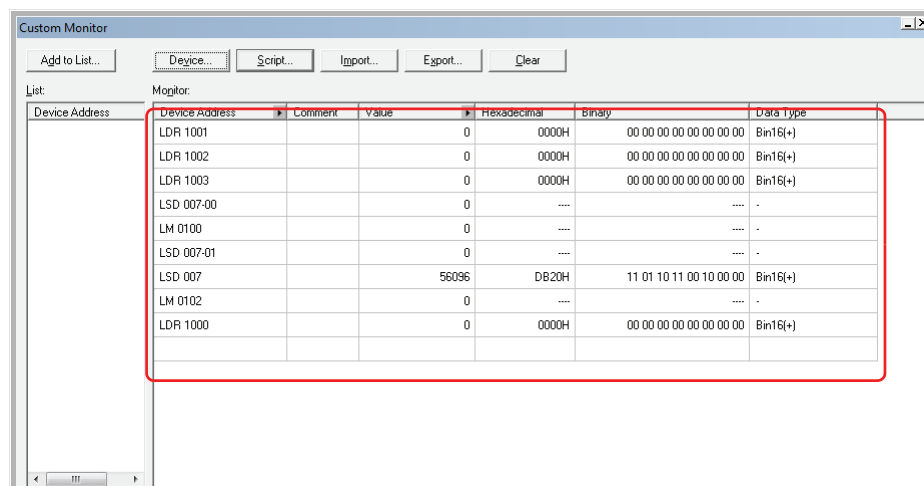 Custom Monitor
Add to List... Device... Script... Import... Export... Clear
List: Monitor:
Device Address Device Address Comment Value Hexadecimal Binary Data Type
LDR 1001 0 0000H 00 00 00 00 00 00 00 00 Bin16(+)
LDR 1002 0 0000H 00 00 00 00 00 00 00 00 Bin16(+)
LDR 1003 0 0000H 00 00 00 00 00 00 00 00 Bin16(+)
LSD 007-00 0 ---- ---- -
LM 0100 0 ---- ---- -
LSD 007-01 0 ---- ---- -
LSD 007 56096 DB20H 11 01 10 11 00 10 00 00 Bin16(+)
LM 0102 0 ---- ---- -
LDR 1000 0 0000H 00 00 00 00 00 00 00 00 Bin16(+)